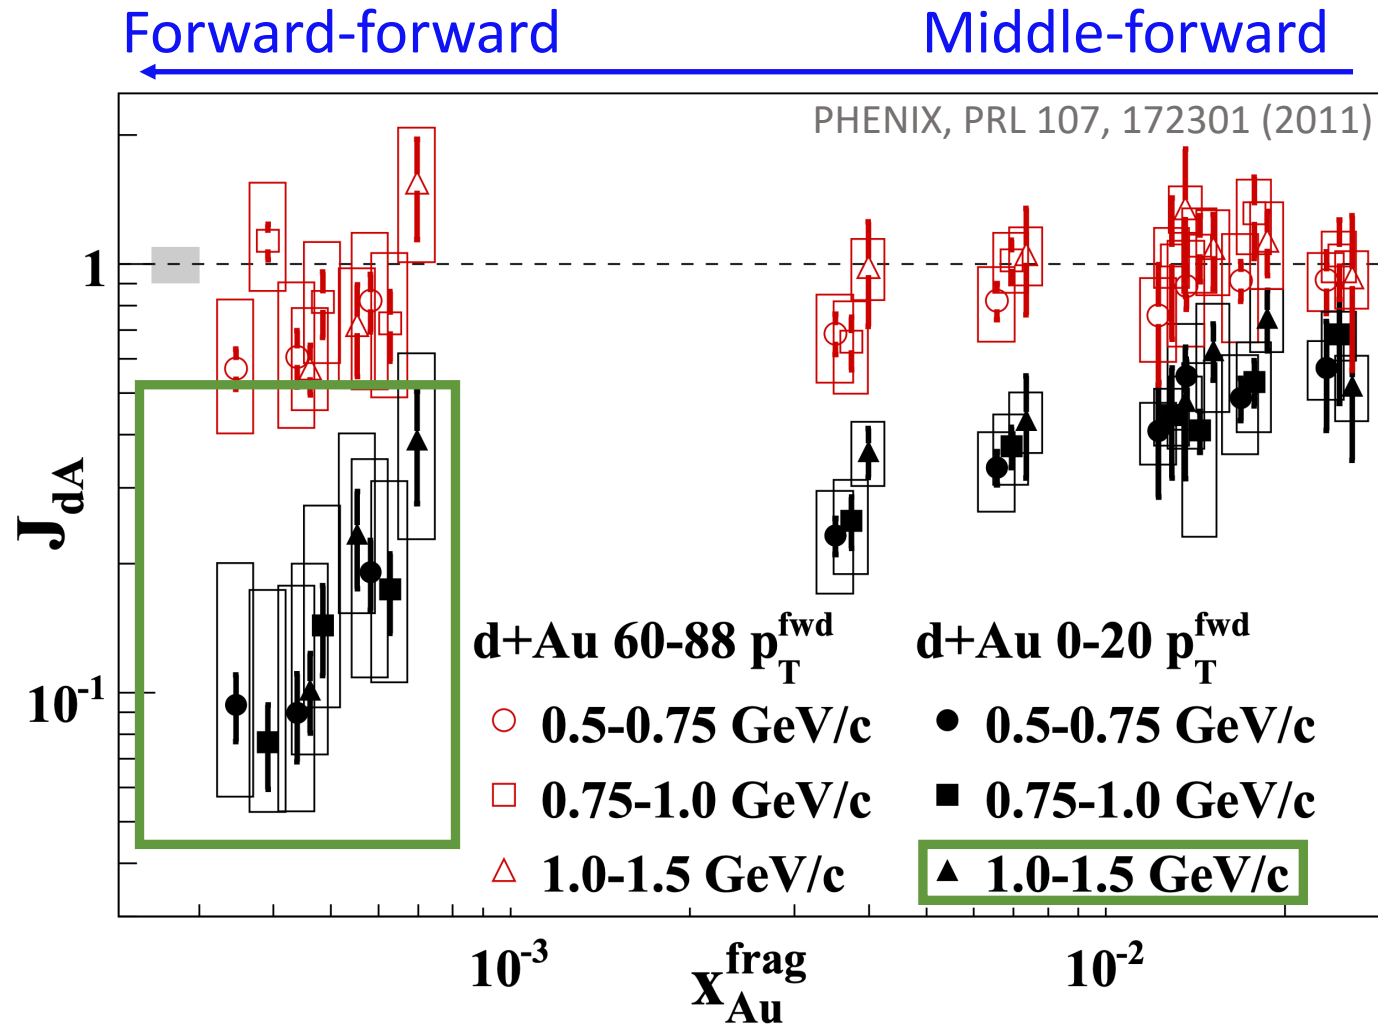 Forward-forward Middle-forward
PHENIX, PRL 107, 172301 (2011)
1
10⁻¹
J_dA
d+Au 60-88 p_T^fwd
0.5-0.75 GeV/c
0.75-1.0 GeV/c
1.0-1.5 GeV/c
d+Au 0-20 p_T^fwd
0.5-0.75 GeV/c
0.75-1.0 GeV/c
1.0-1.5 GeV/c
10⁻³ 10⁻²
x_Au^frag